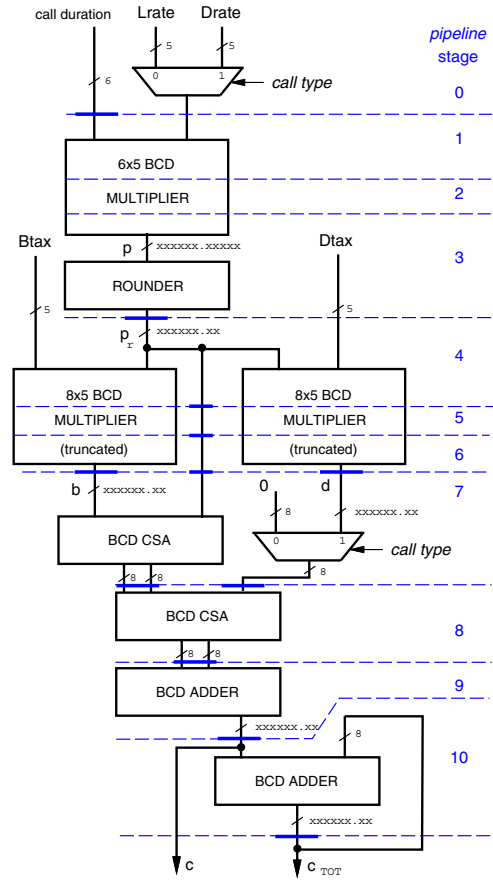 call duration Lrate Drate pipeline
stage
5 5
0 1 call type
6 0
1
6x5 BCD
MULTIPLIER 2
p xxxxxx.xxxxx
Btax Dtax 3
ROUNDER
5 5
p r xxxxxx.xx
4
8x5 BCD 8x5 BCD
MULTIPLIER MULTIPLIER 5
(truncated) (truncated) 6
b xxxxxx.xx 0 d 7
8 xxxxxx.xx
BCD CSA 0 1 call type
8 8 8
BCD CSA
8
8 8
BCD ADDER 9
xxxxxx.xx
8
10
BCD ADDER
xxxxxx.xx
c c TOT